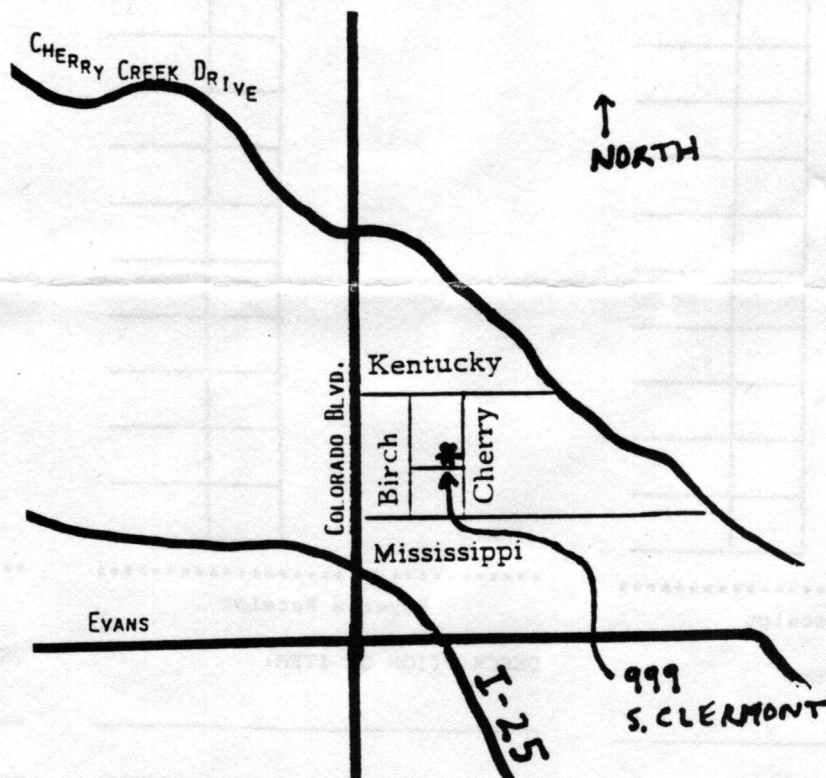 CHERRY CREEK DRIVE
NORTH
COLORADO BLVD.
Kentucky
Birch
Cherry
Mississippi
EVANS
I-25
999
S. CLERMONT